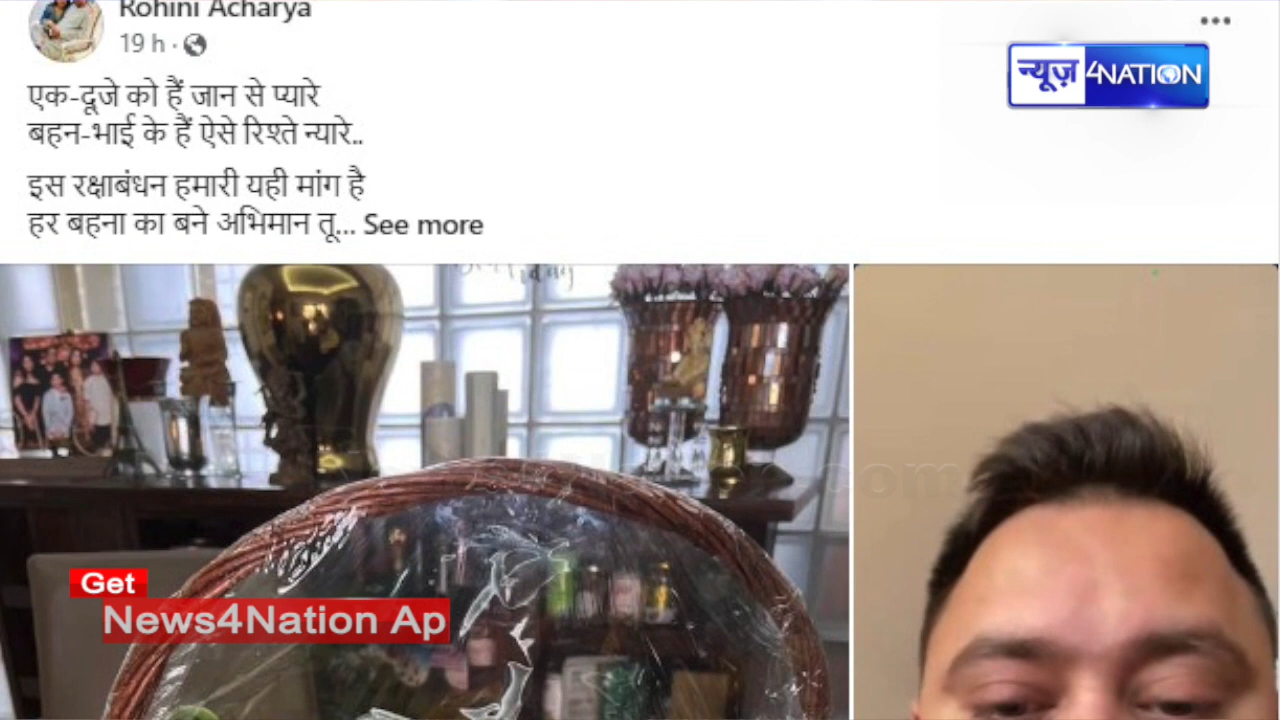 Rohini Acharya
19 h ·
न्यूज़ 4NATION
एक-दूजे को हैं जान से प्यारे
बहन-भाई के हैं ऐसे रिश्ते न्यारे..
इस रक्षाबंधन हमारी यही मांग है
हर बहना का बने अभिमान तू... See more
Get
News4Nation Ap